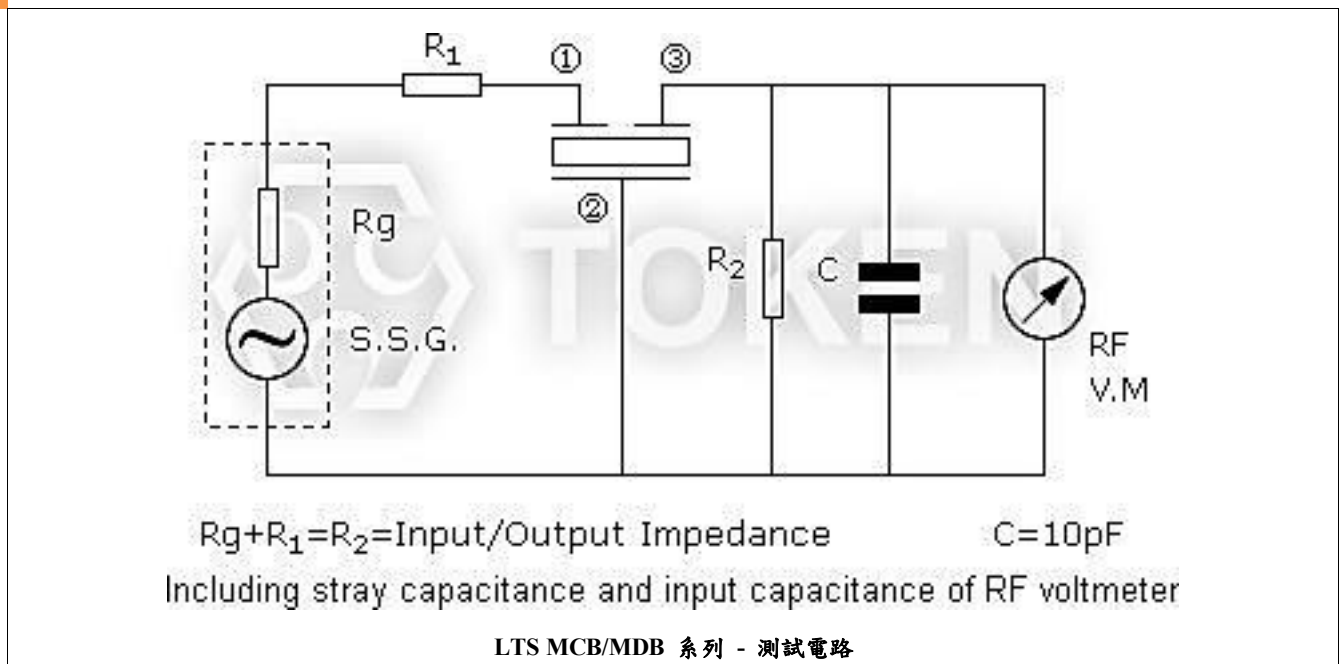 R₁
①
③
②
Rg
S.S.G.
TOKEN
R₂
C
RF
V.M
Rg+R₁=R₂=Input/Output Impedance
C=10pF
Including stray capacitance and input capacitance of RF voltmeter
LTS MCB/MDB 系列 - 測試電路